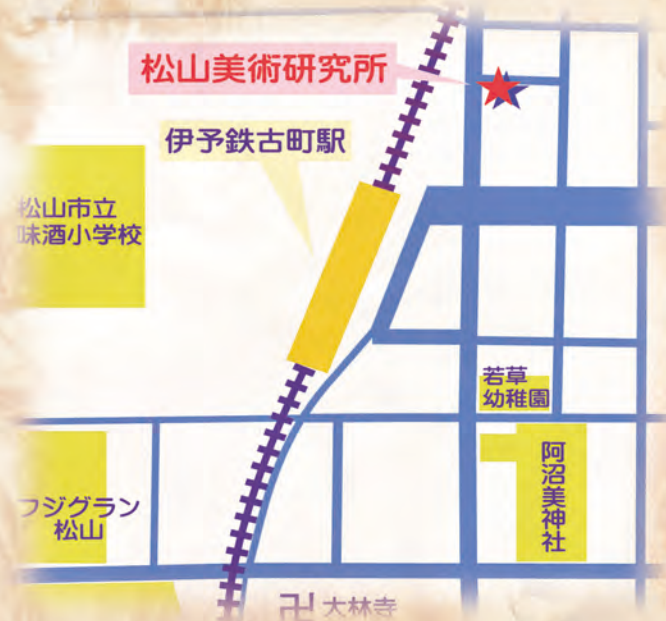 松山美術研究所
伊予鉄古町駅
松山市立
味酒小学校
若草
幼稚園
阿沼美神社
フジグラン
松山
卍 大林寺